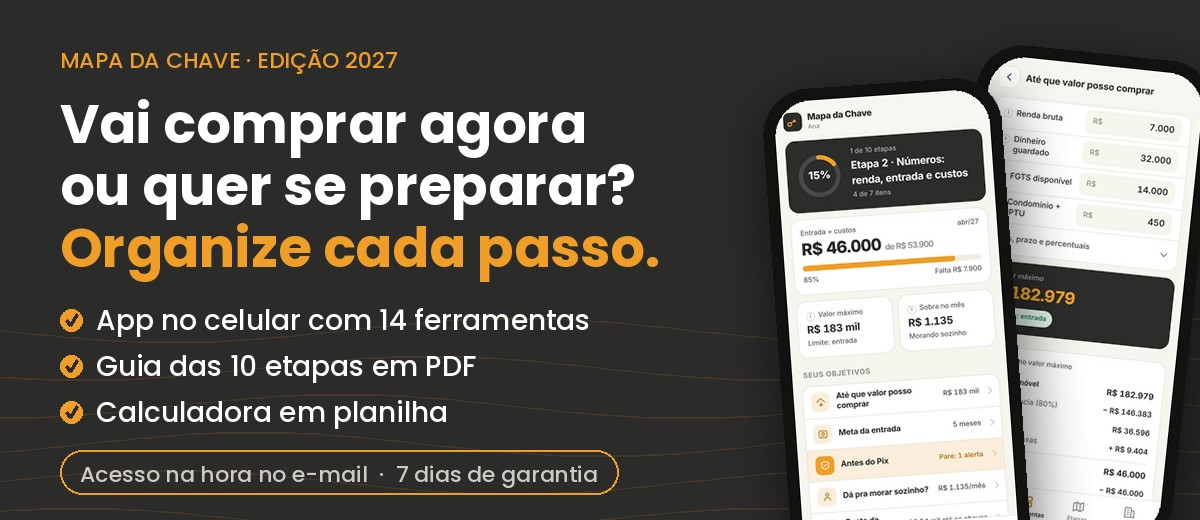 MAPA DA CHAVE · EDIÇÃO 2027
Vai comprar agora
ou quer se preparar?
Organize cada passo.
App no celular com 14 ferramentas
Guia das 10 etapas em PDF
Calculadora em planilha
Acesso na hora no e-mail · 7 dias de garantia
Mapa da Chave
Ana
15%
1 de 10 etapas
Etapa 2 · Números:
renda, entrada e custos
4 de 7 itens
Entrada + custos
abr/27
R$ 46.000 de R$ 53.900
85%
Falta R$ 7.900
Valor máximo
R$ 183 mil
Limite: entrada
Sobra no mês
R$ 1.135
Morando sozinho
SEUS OBJETIVOS
Até que valor posso
comprar
R$ 183 mil
Meta da entrada
5 meses
Antes do Pix
Pare: 1 alerta
Dá pra morar sozinho?
R$ 1.135/mês
Até que valor posso comprar
Renda bruta
R$ 7.000
Dinheiro
guardado
R$ 32.000
FGTS disponível
R$ 14.000
Condomínio +
PTU
R$ 450
, prazo e percentuais
máximo
182.979
: entrada
no valor máximo
móvel
R$ 182.979
cia (80%)
− R$ 146.383
R$ 36.596
axas
+ R$ 9.404
R$ 46.000
− R$ 46.000